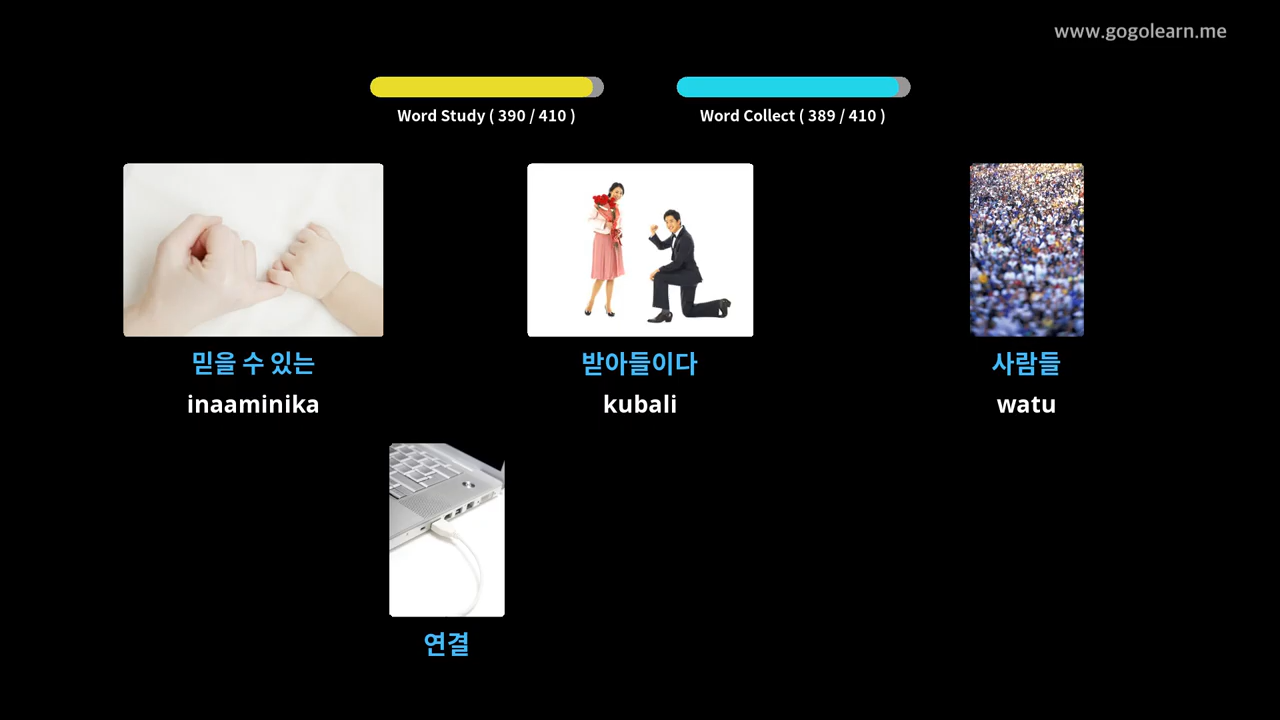 www.gogolearn.me
Word Study ( 390 / 410 )
Word Collect ( 389 / 410 )
믿을 수 있는
받아들이다
사람들
inaaminika
kubali
watu
연결